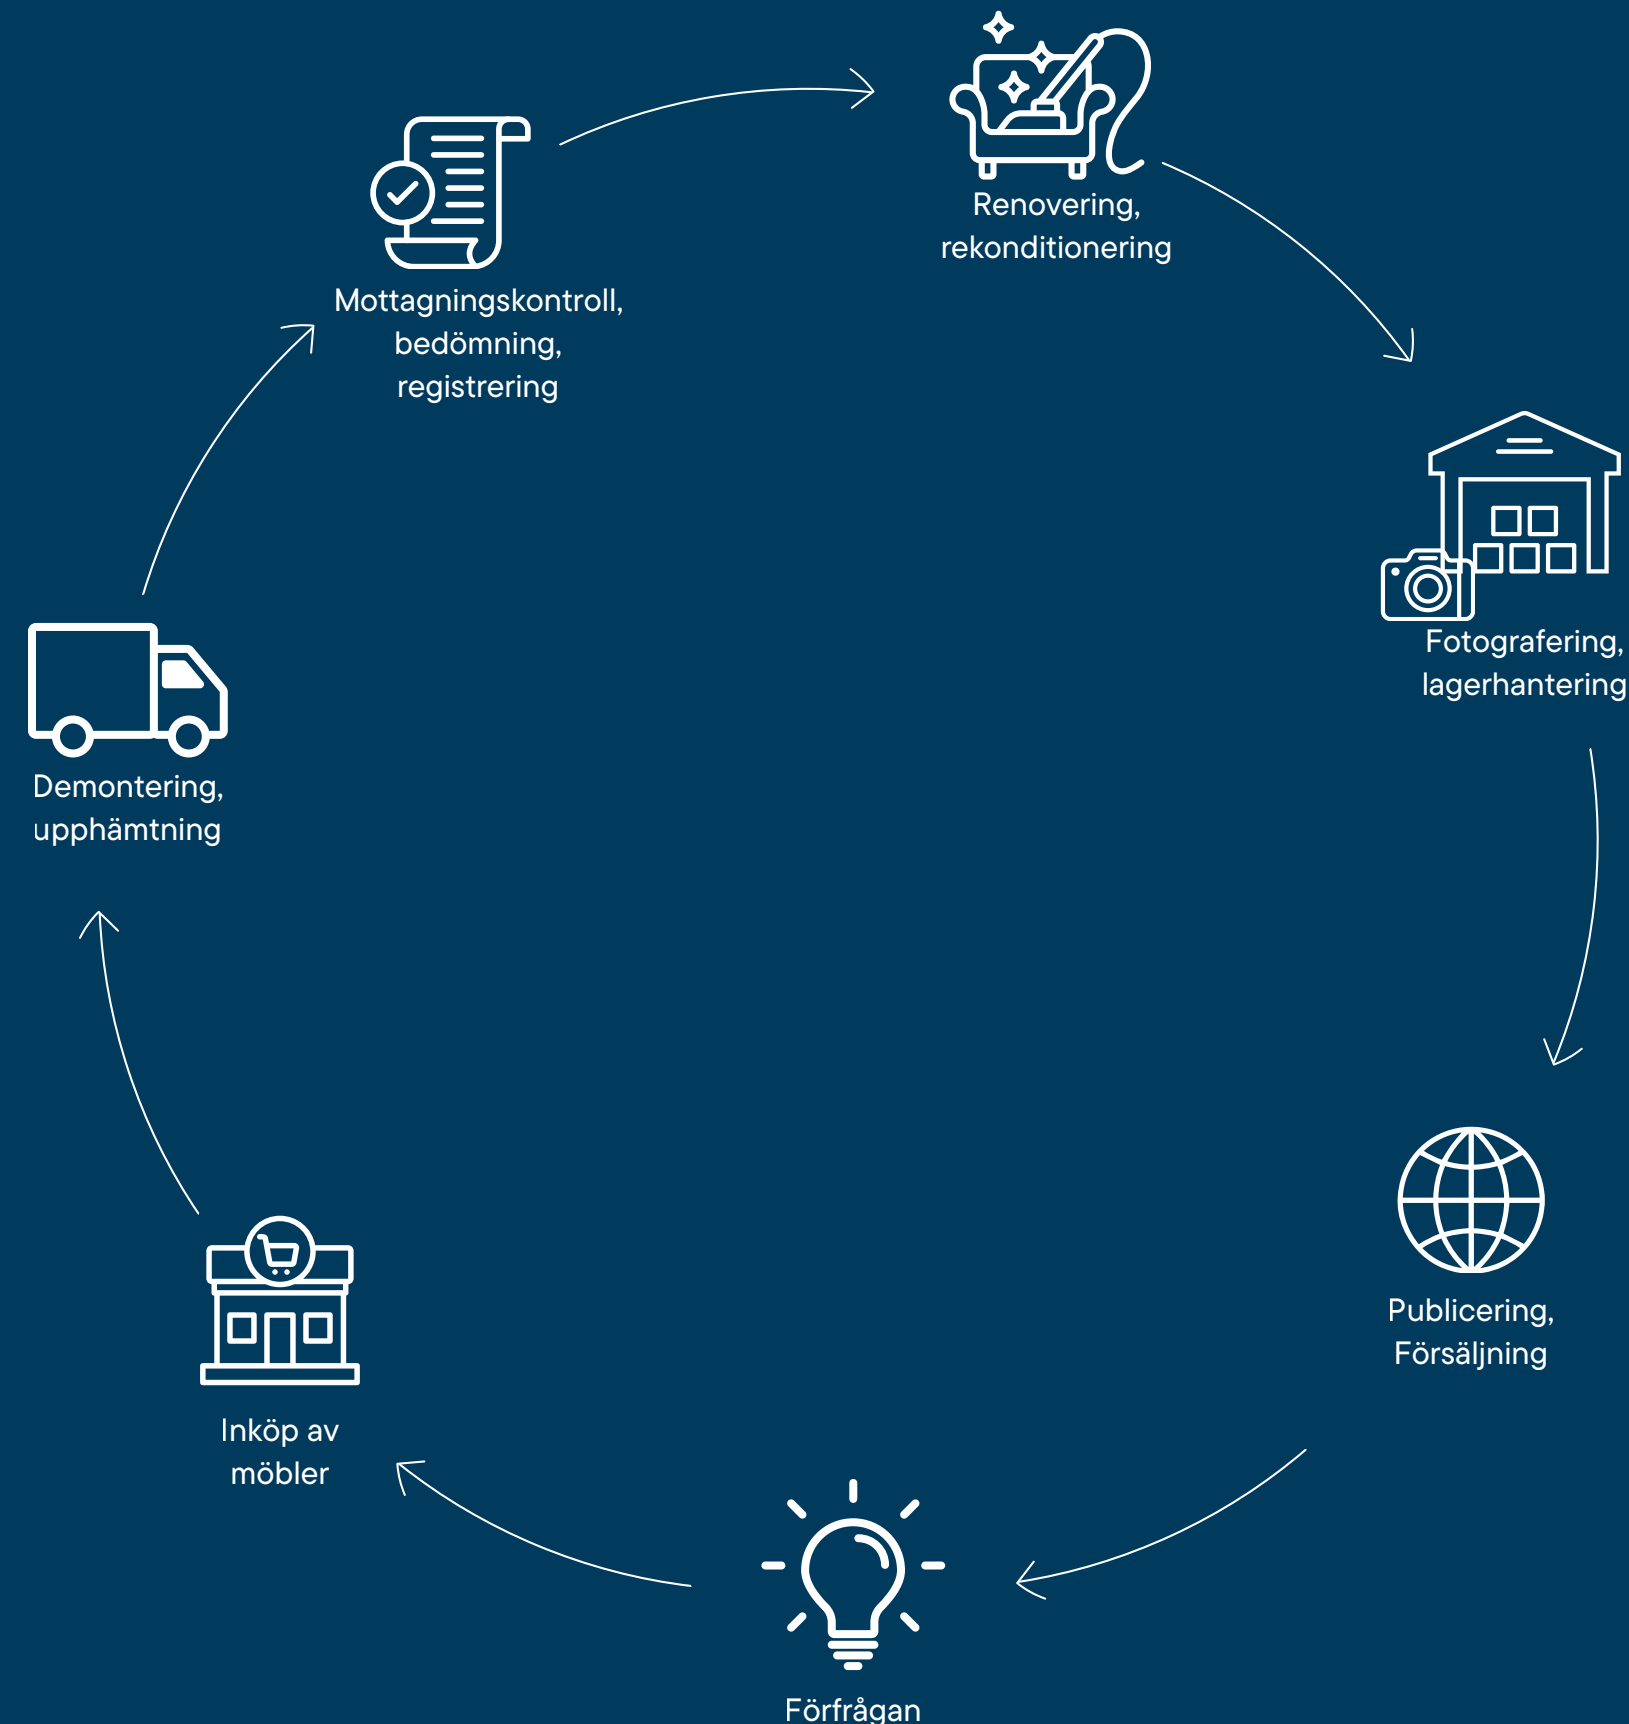 Renovering,
rekonditionering
Mottagningskontroll,
bedömning,
registrering
Fotografering,
lagerhantering
Demontering,
upphämtning
Publicering,
Försäljning
Inköp av
möbler
Förfrågan